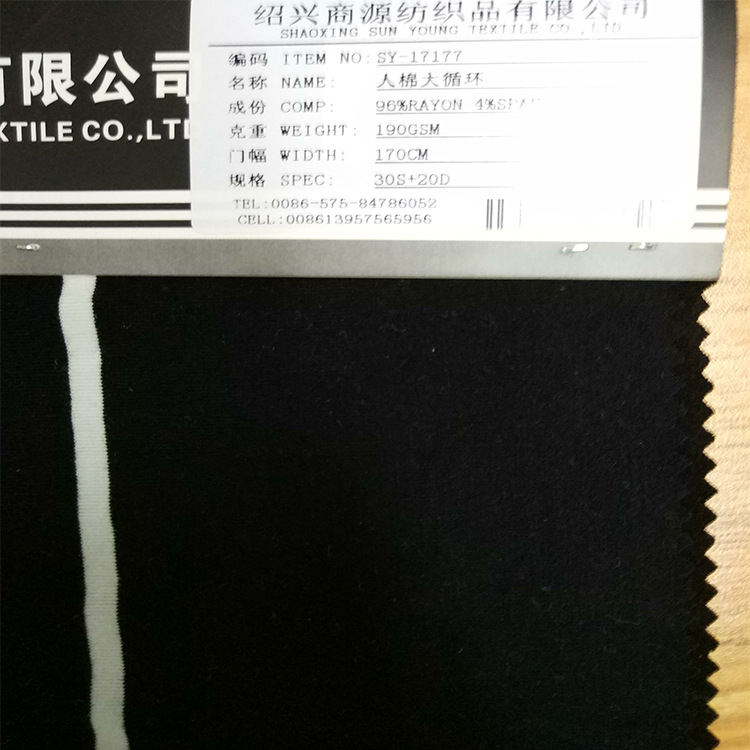 绍兴商源纺织品有限公司
SHAOXING SUN YOUNG TEXTILE CO.,LTD
有限公司
XTILE CO.,LTD
编码 ITEM NO: SY-17177
名称 NAME: 人棉大循环
成份 COMP: 96%RAYON 4%SPA
克重 WEIGHT: 190GSM
门幅 WIDTH: 170CM
规格 SPEC: 30S+20D
TEL:0086-575-84786052
CELL:008613957565956